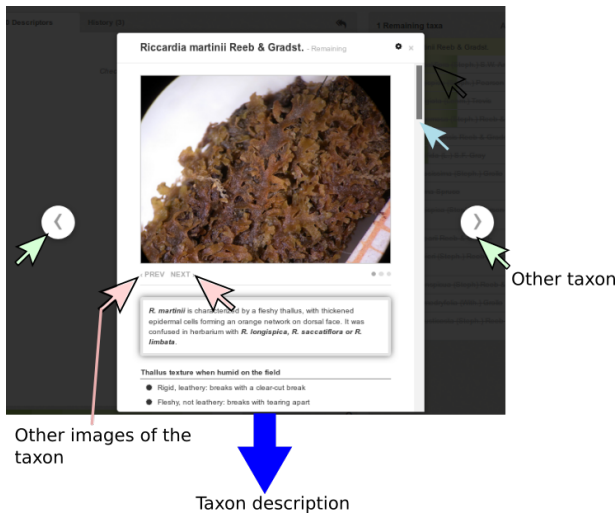 d Descriptors
History (3)
1 Remaining taxa
Riccardia martinii Reeb & Gradst. - Remaining
×
‹ PREV NEXT
R. martinii is characterized by a fleshy thallus, with thickened
epidermal cells forming an orange network on dorsal face. It was
confused in herbarium with R. longispica, R. saccatiflora or R.
limbata.
Thallus texture when humid on the field
Rigid, leathery: breaks with a clear-cut break
Fleshy, not leathery: breaks with tearing apart
Other taxon
Other images of the
taxon
Taxon description